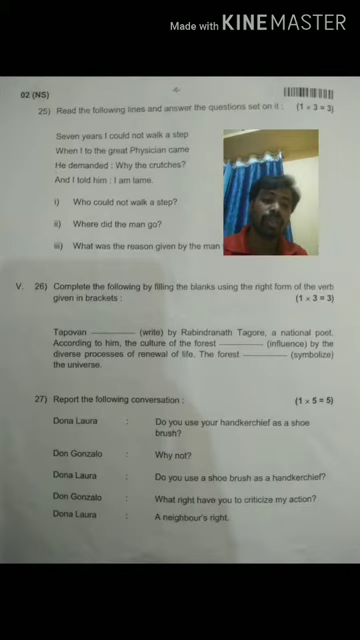 Made with KINEMASTER
02 (NS)
25) Read the following lines and answer the questions set on it : (1 × 3 = 3)
Seven years I could not walk a step
When I to the great Physician came
He demanded : Why the crutches?
And I told him : I am lame.
i) Who could not walk a step?
ii) Where did the man go?
iii) What was the reason given by the man
V. 26) Complete the following by filling the blanks using the right form of the verb
given in brackets : (1 × 3 = 3)
Tapovan ____________ (write) by Rabindranath Tagore, a national poet.
According to him, the culture of the forest ____________ (influence) by the
diverse processes of renewal of life. The forest ____________ (symbolize)
the universe.
27) Report the following conversation : (1 × 5 = 5)
Dona Laura : Do you use your handkerchief as a shoe
brush?
Don Gonzalo : Why not?
Dona Laura : Do you use a shoe brush as a handkerchief?
Don Gonzalo : What right have you to criticize my action?
Dona Laura : A neighbour's right.